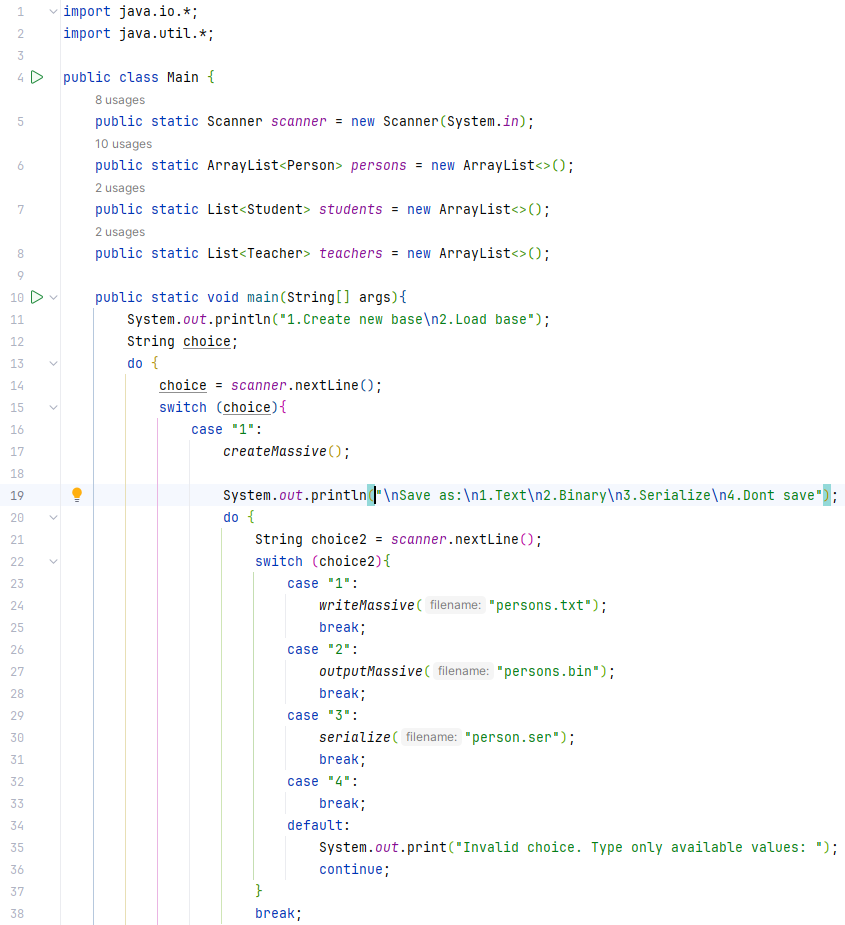 1 import java.io.*;
2 import java.util.*;
3
4 public class Main {
8 usages
5 public static Scanner scanner = new Scanner(System.in);
10 usages
6 public static ArrayList<Person> persons = new ArrayList<>();
2 usages
7 public static List<Student> students = new ArrayList<>();
2 usages
8 public static List<Teacher> teachers = new ArrayList<>();
9
10 public static void main(String[] args){
11 System.out.println("1.Create new base\n2.Load base");
12 String choice;
13 do {
14 choice = scanner.nextLine();
15 switch (choice){
16 case "1":
17 createMassive();
18
19 System.out.println("\nSave as:\n1.Text\n2.Binary\n3.Serialize\n4.Dont save");
20 do {
21 String choice2 = scanner.nextLine();
22 switch (choice2){
23 case "1":
24 writeMassive( filename: "persons.txt");
25 break;
26 case "2":
27 outputMassive( filename: "persons.bin");
28 break;
29 case "3":
30 serialize( filename: "person.ser");
31 break;
32 case "4":
33 break;
34 default:
35 System.out.print("Invalid choice. Type only available values: ");
36 continue;
37 }
38 break;